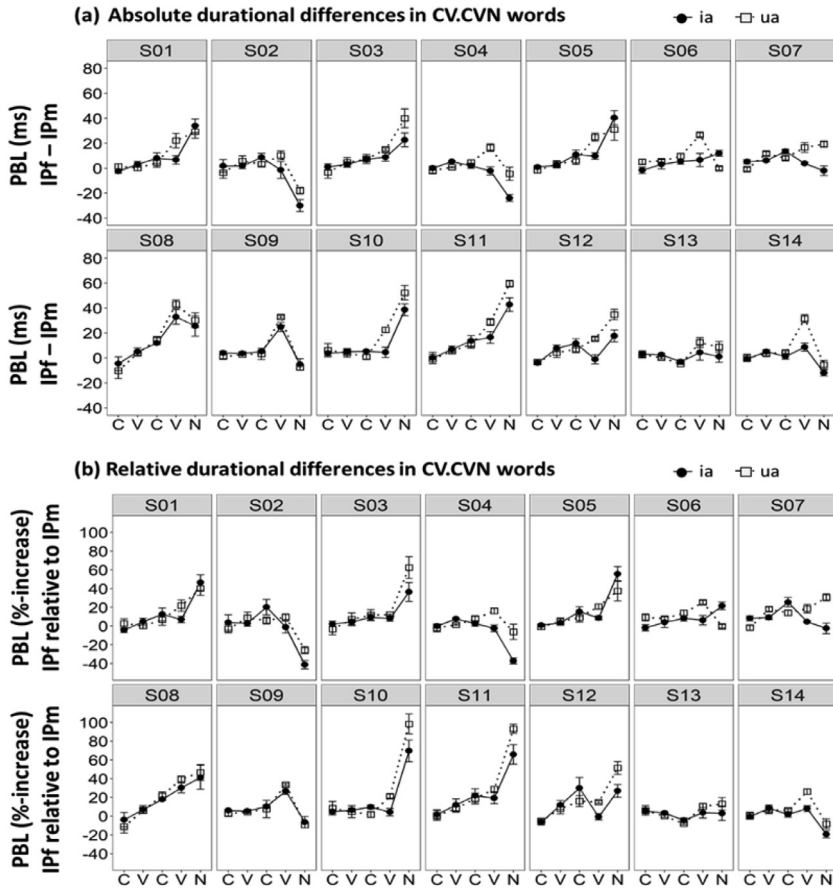 (a) Absolute durational differences in CV.CVN words ia ua
S01 S02 S03 S04 S05 S06 S07
PBL (ms)
IPf – IPm
80
60
40
20
0
-20
-40
S08 S09 S10 S11 S12 S13 S14
PBL (ms)
IPf – IPm
80
60
40
20
0
-20
-40
C V C V N C V C V N C V C V N C V C V N C V C V N C V C V N C V C V N
(b) Relative durational differences in CV.CVN words ia ua
S01 S02 S03 S04 S05 S06 S07
PBL (%-increase)
IPf relative to IPm
100
80
60
40
20
0
-20
-40
S08 S09 S10 S11 S12 S13 S14
PBL (%-increase)
IPf relative to IPm
100
80
60
40
20
0
-20
-40
C V C V N C V C V N C V C V N C V C V N C V C V N C V C V N C V C V N